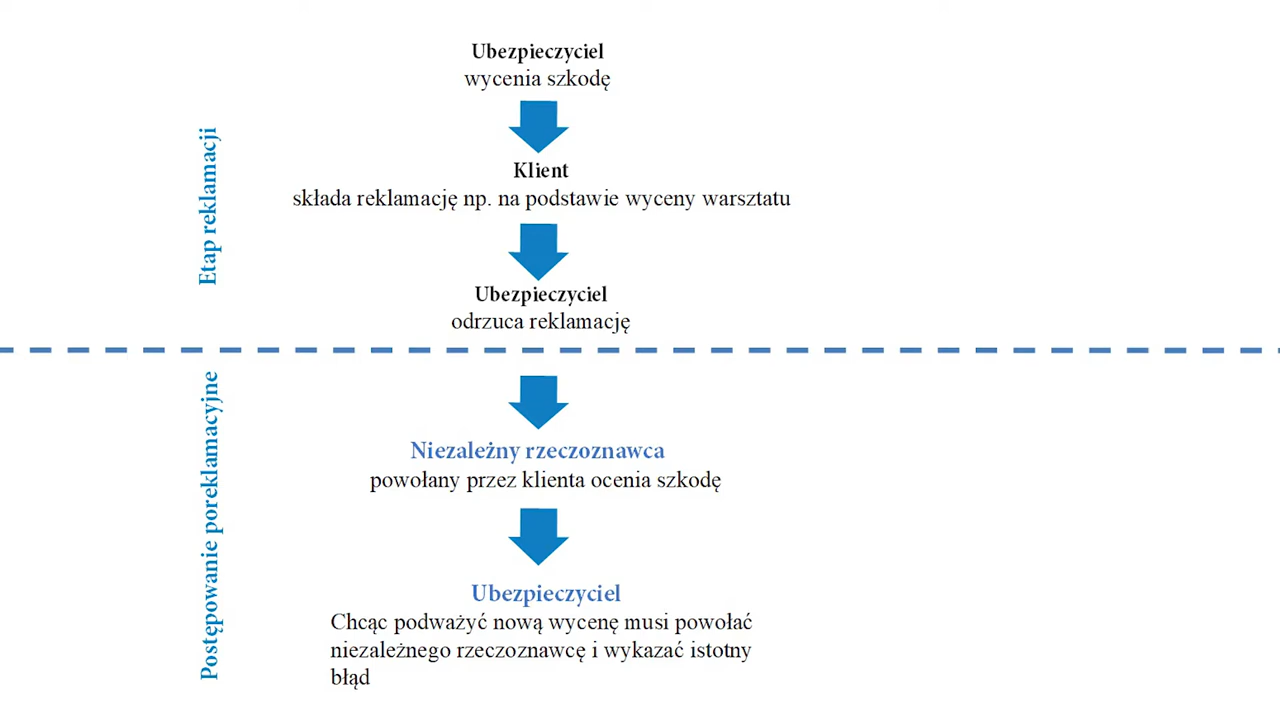 Ubezpieczyciel
wycenia szkodę
Etap reklamacji
Klient
składa reklamację np. na podstawie wyceny warsztatu
Ubezpieczyciel
odrzuca reklamację
Postępowanie poreklamacyjne
Niezależny rzeczoznawca
powołany przez klienta ocenia szkodę
Ubezpieczyciel
Chcąc podważyć nową wycenę musi powołać
niezależnego rzeczoznawcę i wykazać istotny
błąd